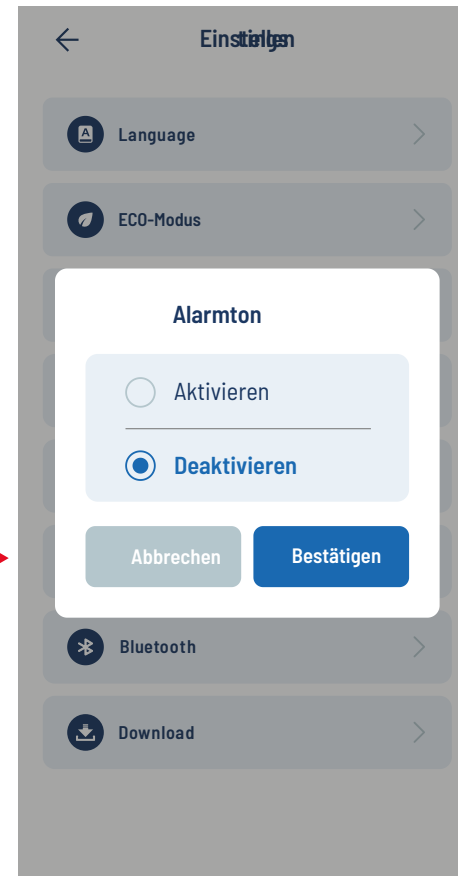 Language
ECO-Modus
Alarmton
Aktivieren
Deaktivieren
Abbrechen
Bestätigen
Bluetooth
Download